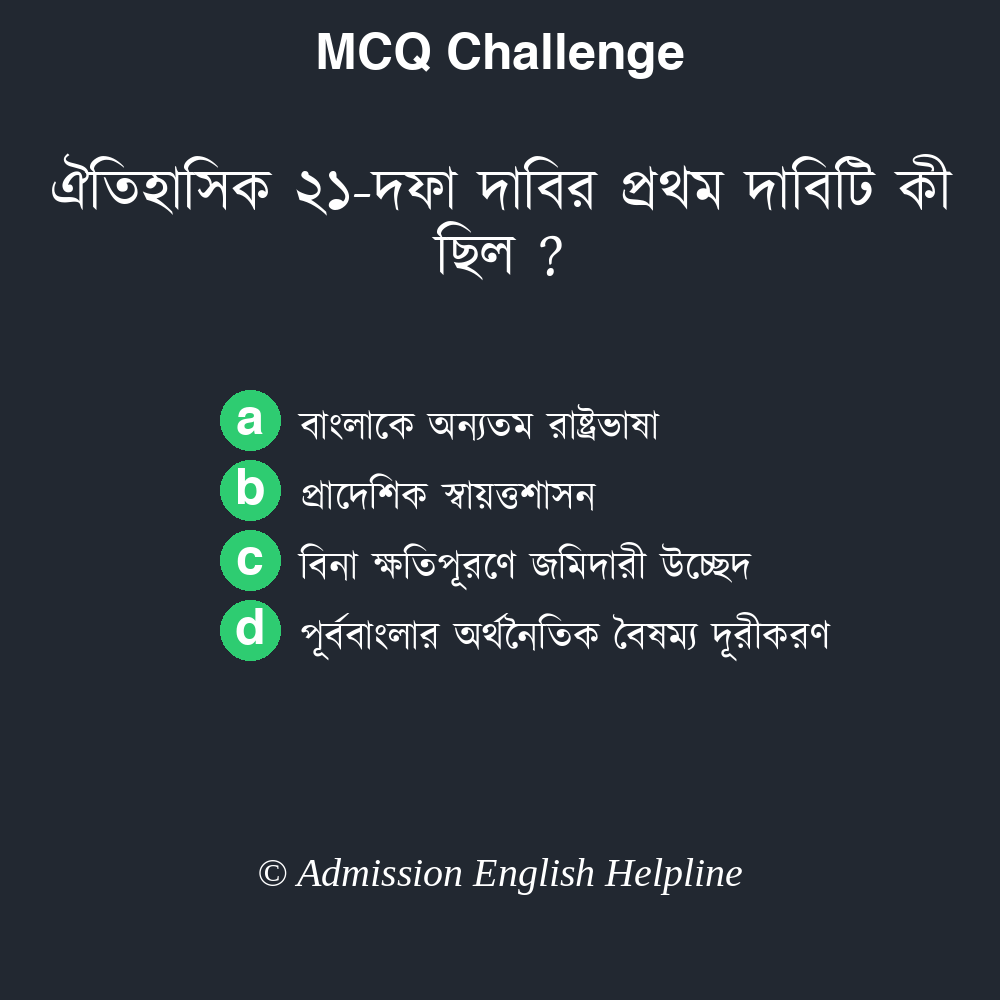 MCQ Challenge
ঐতিহাসিক ২১-দফা দাবির প্রথম দাবিটি কী
ছিল ?
a বাংলাকে অন্যতম রাষ্ট্রভাষা
b প্রাদেশিক স্বায়ত্তশাসন
c বিনা ক্ষতিপূরণে জমিদারী উচ্ছেদ
d পূর্ববাংলার অর্থনৈতিক বৈষম্য দূরীকরণ
© Admission English Helpline